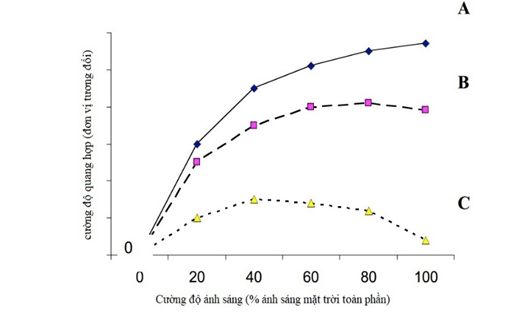 A
B
C
cường độ quang hợp (đơn vị tương đối)
0
0 20 40 60 80 100
Cường độ ánh sáng (% ánh sáng mặt trời toàn phần)